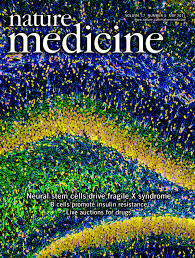 nature
medicine
Neural stem cells drive fragile X syndrome
B cells promote insulin resistance
Live auctions for drugs